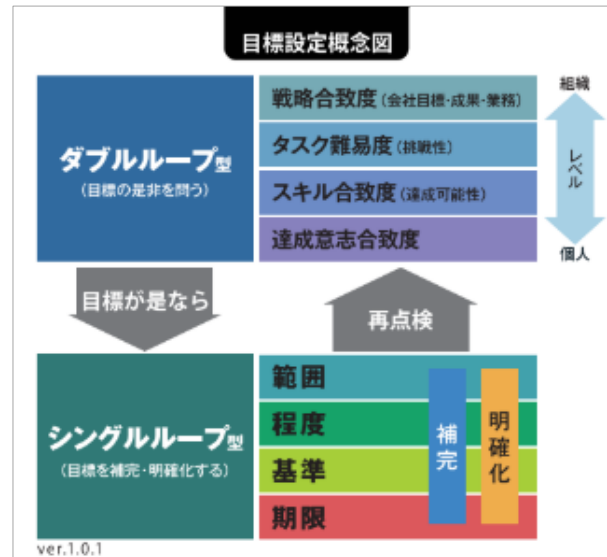 目標設定概念図
ダブルループ型
(目標の是非を問う)
戦略合致度(会社目標・成果・業務)
タスク難易度(挑戦性)
スキル合致度(達成可能性)
達成意志合致度
組織
レベル
個人
目標が是なら
再点検
シングルループ型
(目標を補完・明確化する)
範囲
程度
基準
期限
補完
明確化
ver.1.0.1